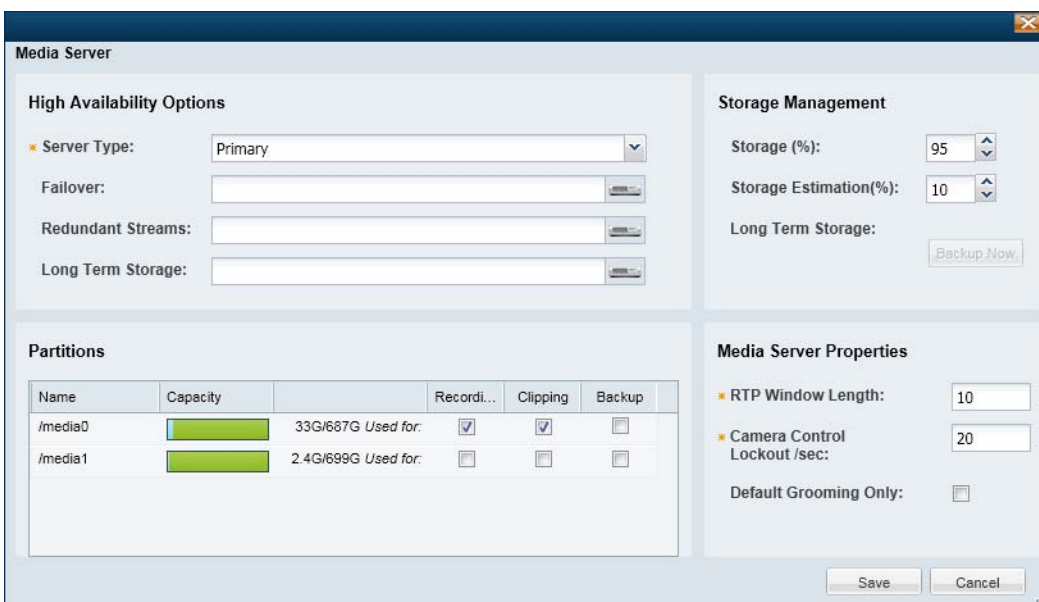 Media Server
High Availability Options
* Server Type:
Primary
Failover:
Redundant Streams:
Long Term Storage:
Storage Management
Storage (%):
95
Storage Estimation(%):
10
Long Term Storage:
Backup Now
Partitions
Name Capacity Recordi... Clipping Backup
/media0 33G/687G Used for:
/media1 2.4G/699G Used for:
Media Server Properties
* RTP Window Length:
10
* Camera Control
Lockout /sec:
20
Default Grooming Only:
Save Cancel